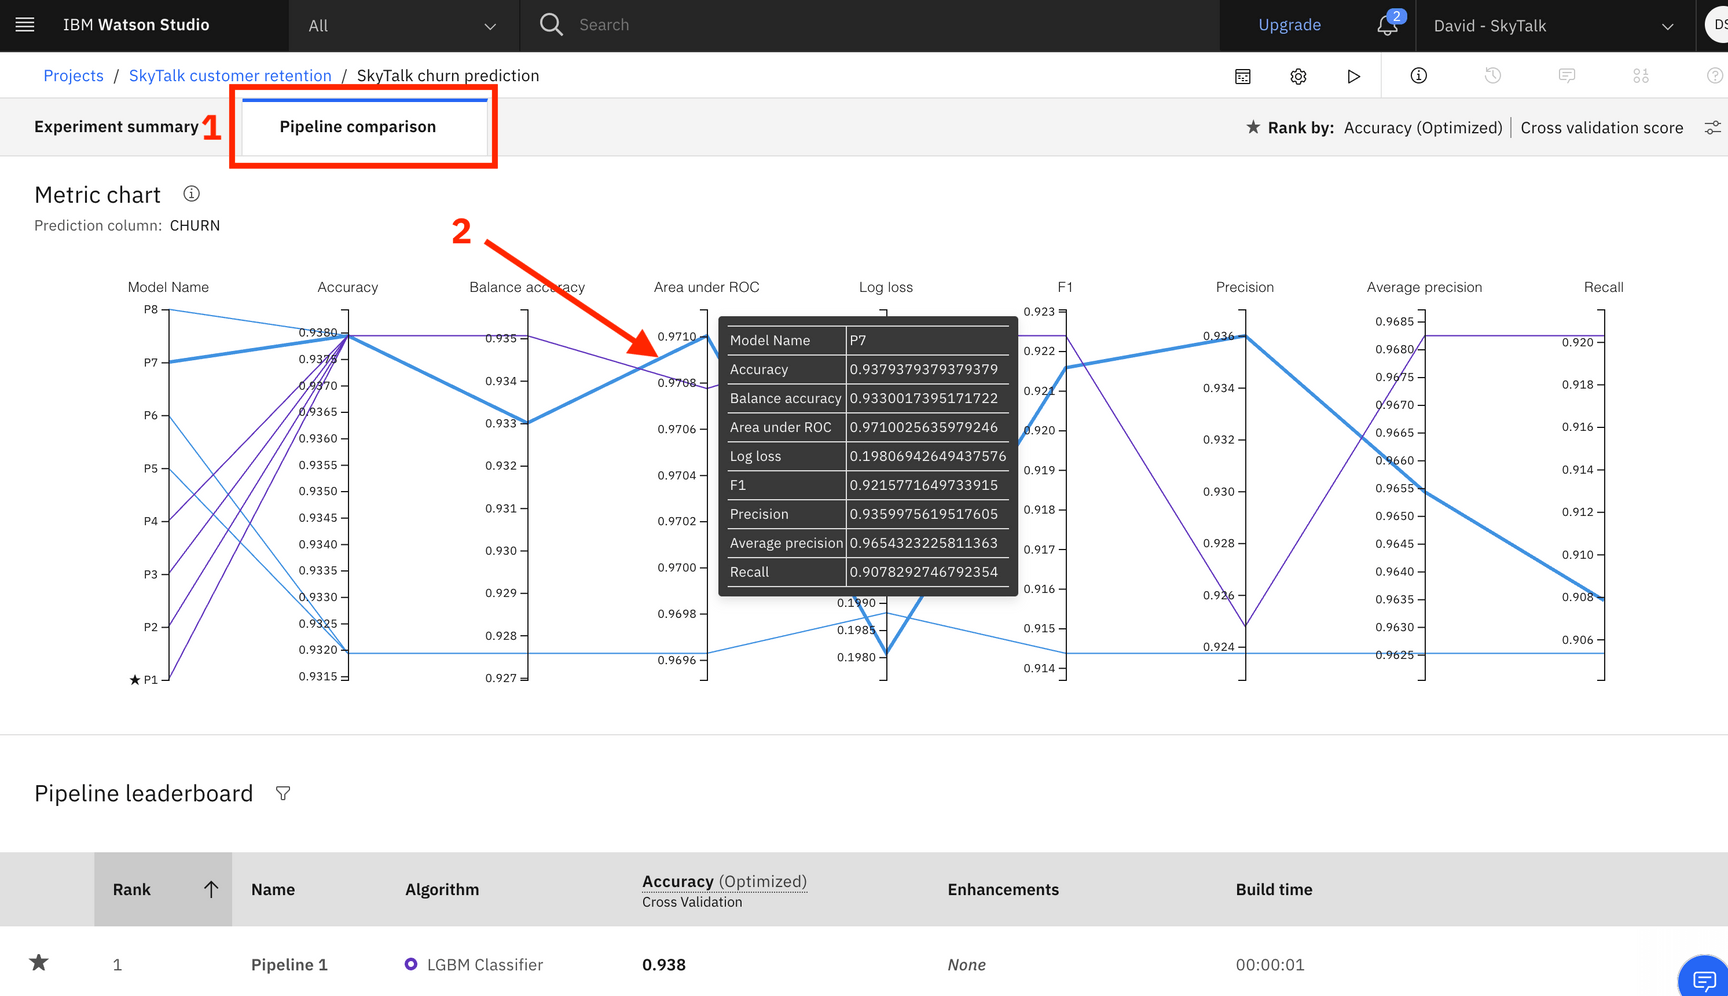 IBM Watson Studio
All
Search
Upgrade
2
David - SkyTalk
DS
Projects / SkyTalk customer retention / SkyTalk churn prediction
Experiment summary
1
Pipeline comparison
★ Rank by: Accuracy (Optimized) | Cross validation score
Metric chart
Prediction column: CHURN
2
Model Name
Accuracy
Balance accuracy
Area under ROC
Log loss
F1
Precision
Average precision
Recall
P8
P7
P6
P5
P4
P3
P2
★ P1
0.9380
0.9375
0.9370
0.9365
0.9360
0.9355
0.9350
0.9345
0.9340
0.9335
0.9330
0.9325
0.9320
0.9315
0.935
0.934
0.933
0.932
0.931
0.930
0.929
0.928
0.927
0.9710
0.9708
0.9706
0.9704
0.9702
0.9700
0.9698
0.9696
Model Name P7
Accuracy 0.9379379379379379
Balance accuracy 0.9330017395171722
Area under ROC 0.9710025635979246
Log loss 0.19806942649437576
F1 0.9215771649733915
Precision 0.9359975619517605
Average precision 0.9654323225811363
Recall 0.9078292746792354
0.1990
0.1985
0.1980
0.923
0.922
0.921
0.920
0.919
0.918
0.917
0.916
0.915
0.914
0.936
0.934
0.932
0.930
0.928
0.926
0.924
0.9685
0.9680
0.9675
0.9670
0.9665
0.9660
0.9655
0.9650
0.9645
0.9640
0.9635
0.9630
0.9625
0.920
0.918
0.916
0.914
0.912
0.910
0.908
0.906
Pipeline leaderboard
Rank
Name
Algorithm
Accuracy (Optimized)
Cross Validation
Enhancements
Build time
★ 1 Pipeline 1 LGBM Classifier 0.938 None 00:00:01